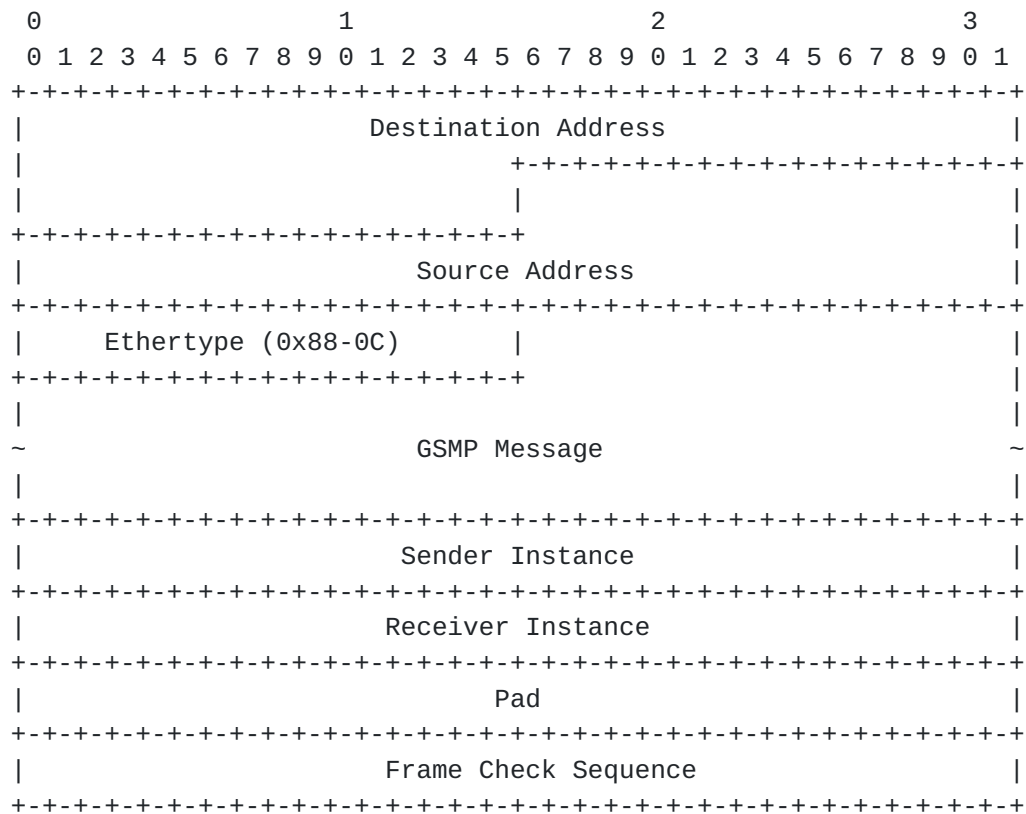 0                   1                   2                   3
 0 1 2 3 4 5 6 7 8 9 0 1 2 3 4 5 6 7 8 9 0 1 2 3 4 5 6 7 8 9 0 1
+-+-+-+-+-+-+-+-+-+-+-+-+-+-+-+-+-+-+-+-+-+-+-+-+-+-+-+-+-+-+-+-+
|                      Destination Address                      |
|                               +-+-+-+-+-+-+-+-+-+-+-+-+-+-+-+-+
|                               |                               |
+-+-+-+-+-+-+-+-+-+-+-+-+-+-+-+-+                               |
|                         Source Address                        |
+-+-+-+-+-+-+-+-+-+-+-+-+-+-+-+-+-+-+-+-+-+-+-+-+-+-+-+-+-+-+-+-+
|     Ethertype (0x88-0C)       |                               |
+-+-+-+-+-+-+-+-+-+-+-+-+-+-+-+-+                               |
|                                                               |
~                         GSMP Message                          ~
|                                                               |
+-+-+-+-+-+-+-+-+-+-+-+-+-+-+-+-+-+-+-+-+-+-+-+-+-+-+-+-+-+-+-+-+
|                        Sender Instance                        |
+-+-+-+-+-+-+-+-+-+-+-+-+-+-+-+-+-+-+-+-+-+-+-+-+-+-+-+-+-+-+-+-+
|                       Receiver Instance                       |
+-+-+-+-+-+-+-+-+-+-+-+-+-+-+-+-+-+-+-+-+-+-+-+-+-+-+-+-+-+-+-+-+
|                              Pad                              |
+-+-+-+-+-+-+-+-+-+-+-+-+-+-+-+-+-+-+-+-+-+-+-+-+-+-+-+-+-+-+-+-+
|                       Frame Check Sequence                    |
+-+-+-+-+-+-+-+-+-+-+-+-+-+-+-+-+-+-+-+-+-+-+-+-+-+-+-+-+-+-+-+-+